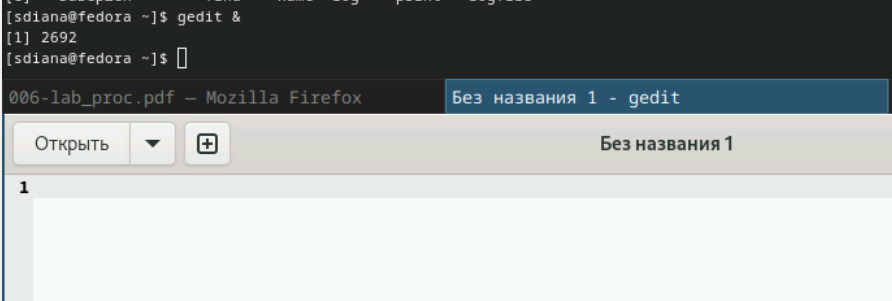 [sdiana@fedora ~]$ gedit &
[1] 2692
[sdiana@fedora ~]$
006-lab_proc.pdf — Mozilla Firefox
Без названия 1 - gedit
Открыть
Без названия 1
1